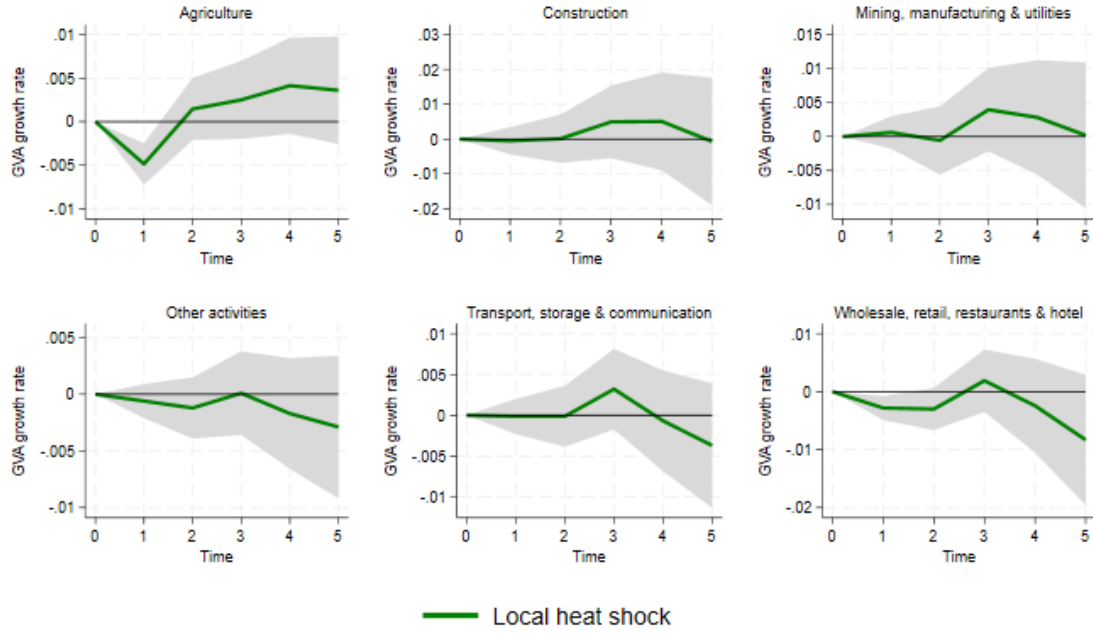 Agriculture
GVA growth rate
.01
.005
0
-.005
-.01
0 1 2 3 4 5
Time
Construction
GVA growth rate
.03
.02
.01
0
-.01
-.02
0 1 2 3 4 5
Time
Mining, manufacturing & utilities
GVA growth rate
.015
.01
.005
0
-.005
-.01
0 1 2 3 4 5
Time
Other activities
GVA growth rate
.005
0
-.005
-.01
0 1 2 3 4 5
Time
Transport, storage & communication
GVA growth rate
.01
.005
0
-.005
-.01
0 1 2 3 4 5
Time
Wholesale, retail, restaurants & hotel
GVA growth rate
.01
0
-.01
-.02
0 1 2 3 4 5
Time
Local heat shock